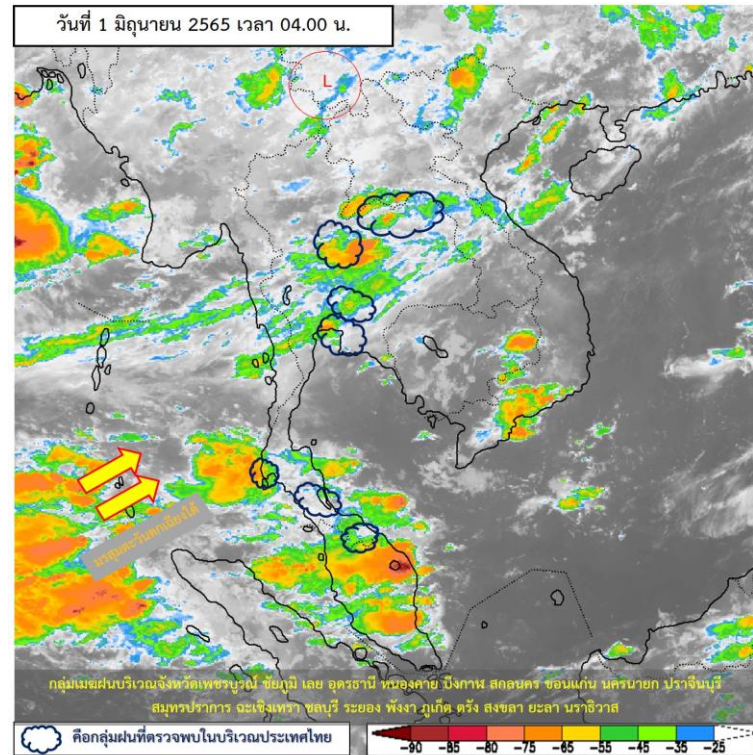 วันที่ 1 มิถุนายน 2565 เวลา 04.00 น.
L
มรสุมตะวันตกเฉียงใต้
กลุ่มเมฆฝนบริเวณจังหวัดเพชรบูรณ์ ชัยภูมิ เลย อุดรธานี หนองคาย บึงกาฬ สกลนคร ขอนแก่น นครนายก ปราจีนบุรี
สมุทรปราการ ฉะเชิงเทรา ชลบุรี ระยอง พังงา ภูเก็ต ตรัง สงขลา ยะลา นราธิวาส
คือกลุ่มฝนที่ตรวจพบในบริเวณประเทศไทย
-90 -85 -80 -75 -65 -55 -45 -35 -25